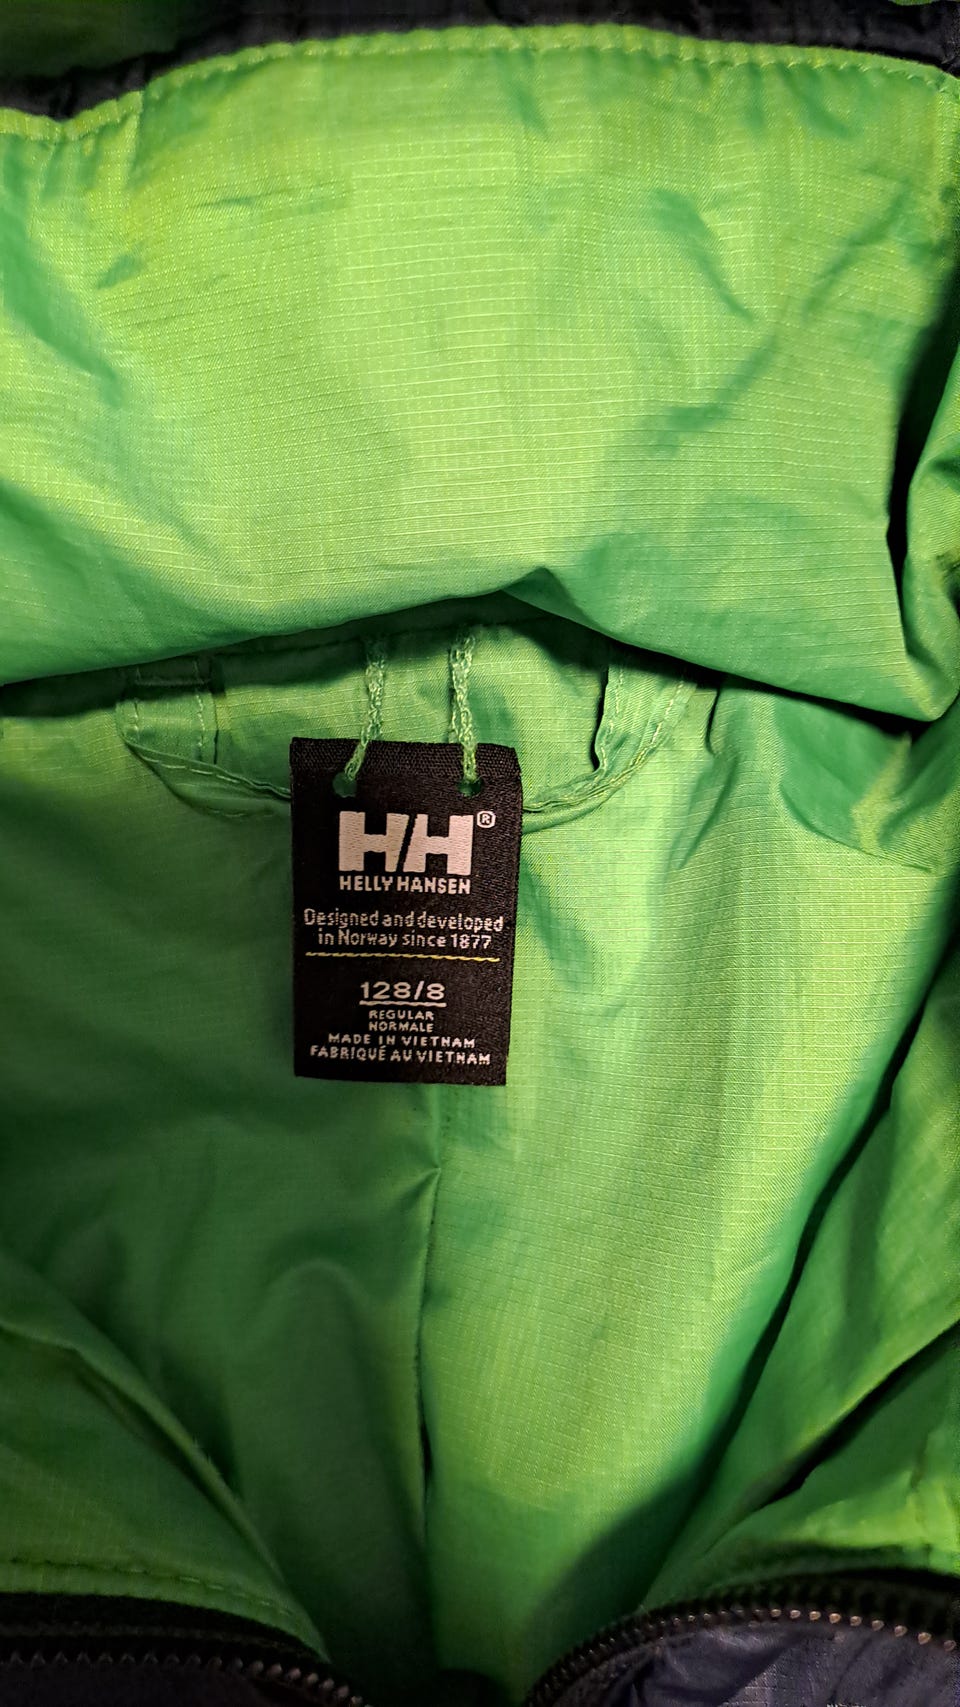 HH®
HELLY HANSEN
Designed and developed
in Norway since 1877
128/8
REGULAR
NORMALE
MADE IN VIETNAM
FABRIQUÉ AU VIETNAM